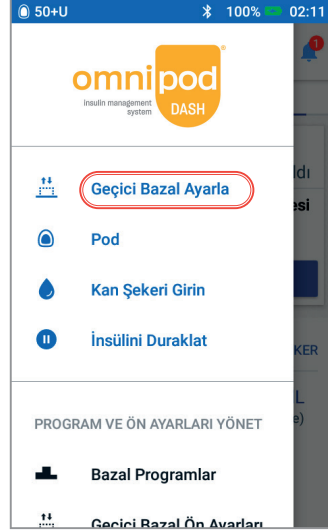 50+U 100% 02:11
omnipod
insulin management
system
DASH
Geçici Bazal Ayarla
Pod
Kan Şekeri Girin
İnsülini Duraklat
KER
PROGRAM VE ÖN AYARLARI YÖNET
Bazal Programlar
Geçici Bazal Ön Ayarları